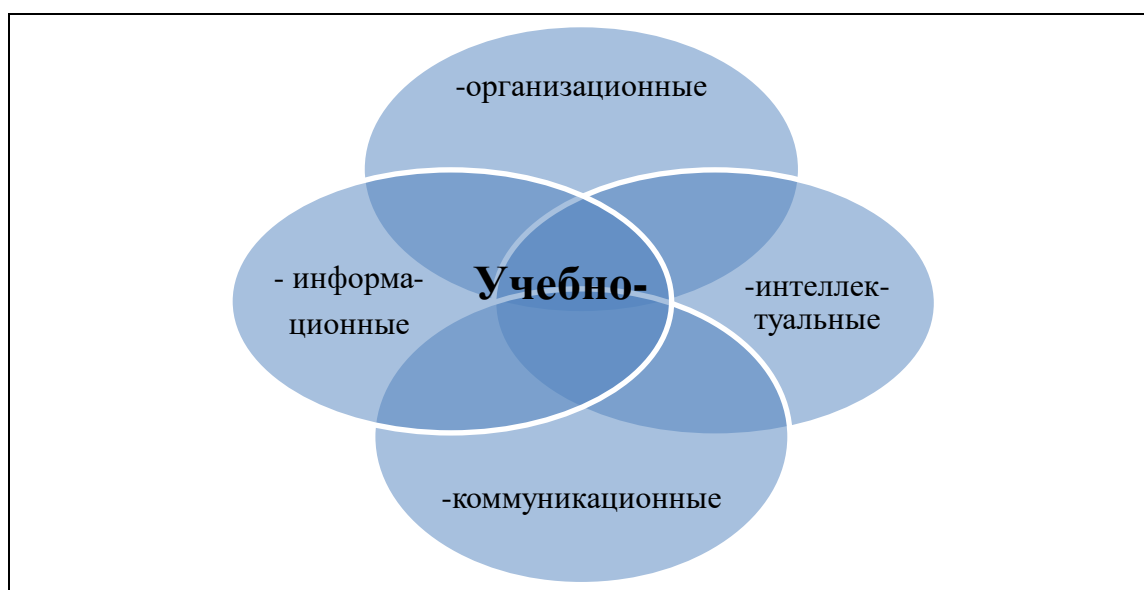 -организационные
- информа-
ционные
Учебно-
-интеллек-
туальные
-коммуникационные